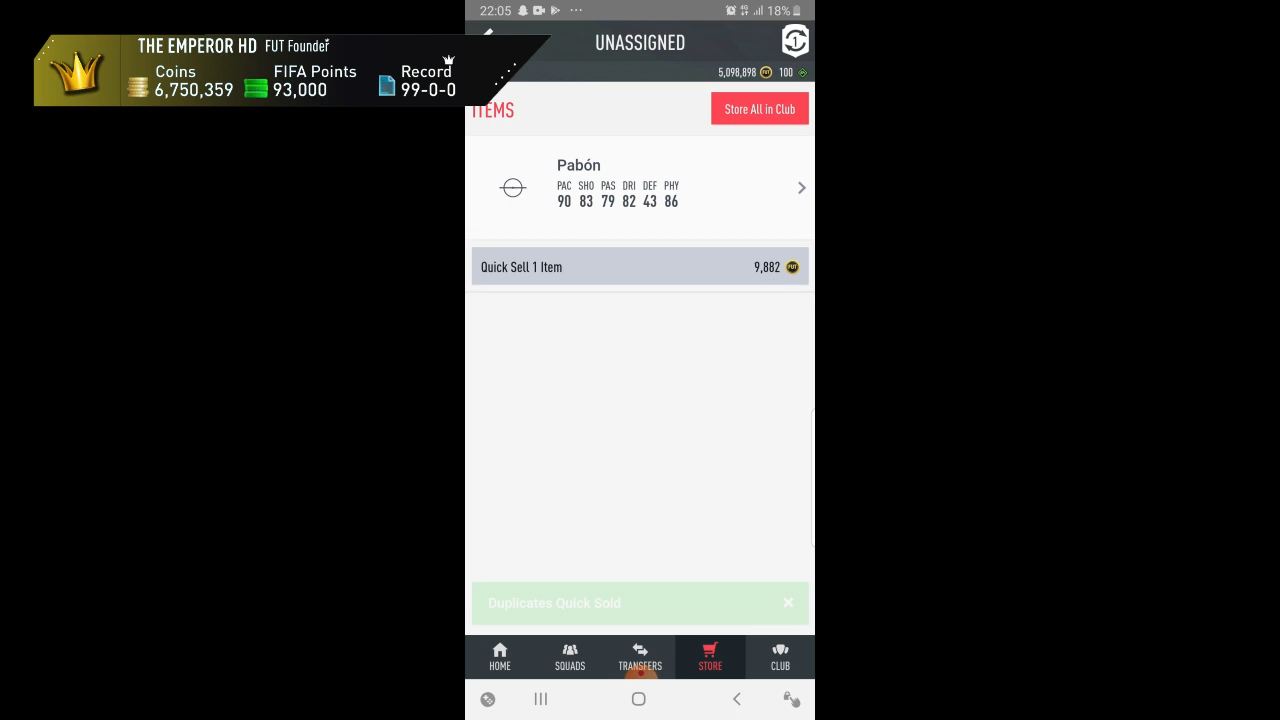 22:05 18%
UNASSIGNED
1
THE EMPEROR HD FUT Founder
Coins FIFA Points Record
6,750,359 93,000 99-0-0
5,098,898 FUT 100
ITEMS Store All in Club
Pabón
PAC SHO PAS DRI DEF PHY
90 83 79 82 43 86
Quick Sell 1 Item 9,882 FUT
Duplicates Quick Sold
HOME SQUADS TRANSFERS STORE CLUB